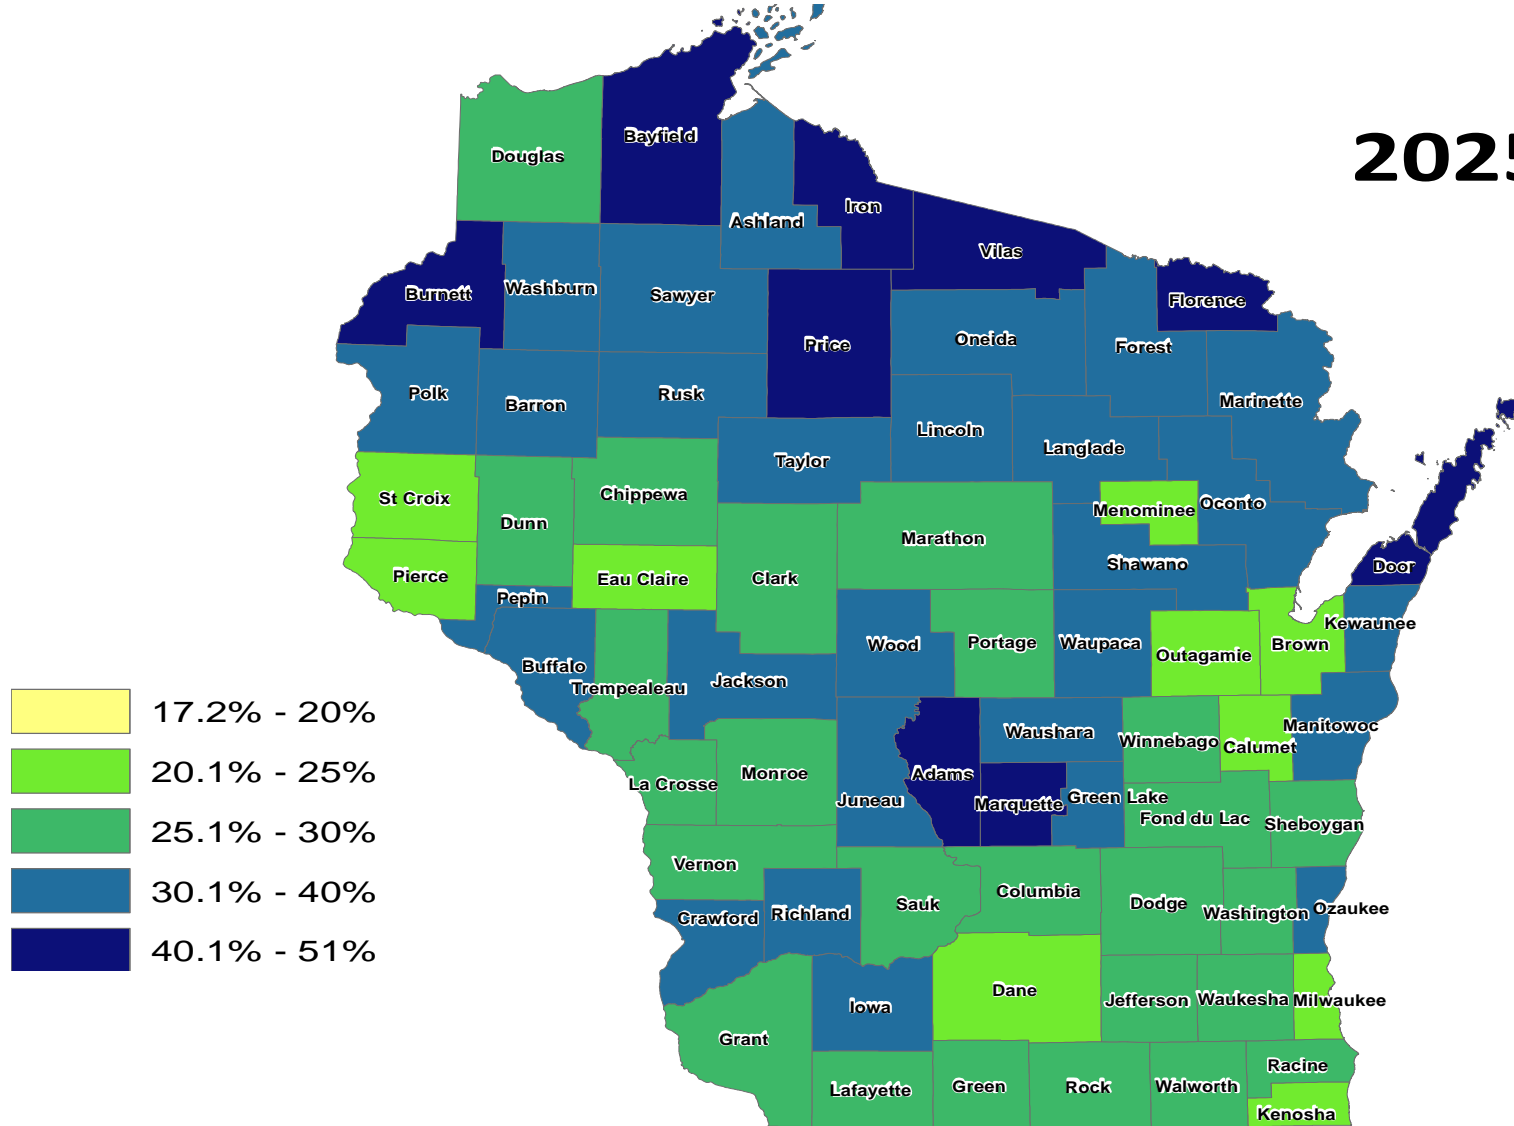 2025
Bayfield
Douglas
Iron
Ashland
Vilas
Burnett
Washburn
Sawyer
Florence
Price
Oneida
Forest
Polk
Barron
Rusk
Marinette
Lincoln
Langlade
Taylor
St Croix
Chippewa
Menominee
Oconto
Dunn
Marathon
Pierce
Eau Claire
Clark
Shawano
Door
Pepin
Kewaunee
Wood
Portage
Waupaca
Outagamie
Brown
Buffalo
Trempealeau
Jackson
17.2% - 20%
Waushara
Winnebago
Calumet
Manitowoc
20.1% - 25%
La Crosse
Monroe
Juneau
Adams
Marquette
Green Lake
Fond du Lac
Sheboygan
25.1% - 30%
Vernon
30.1% - 40%
Crawford
Richland
Sauk
Columbia
Dodge
Washington
Ozaukee
40.1% - 51%
Iowa
Dane
Jefferson
Waukesha
Milwaukee
Grant
Lafayette
Green
Rock
Walworth
Racine
Kenosha